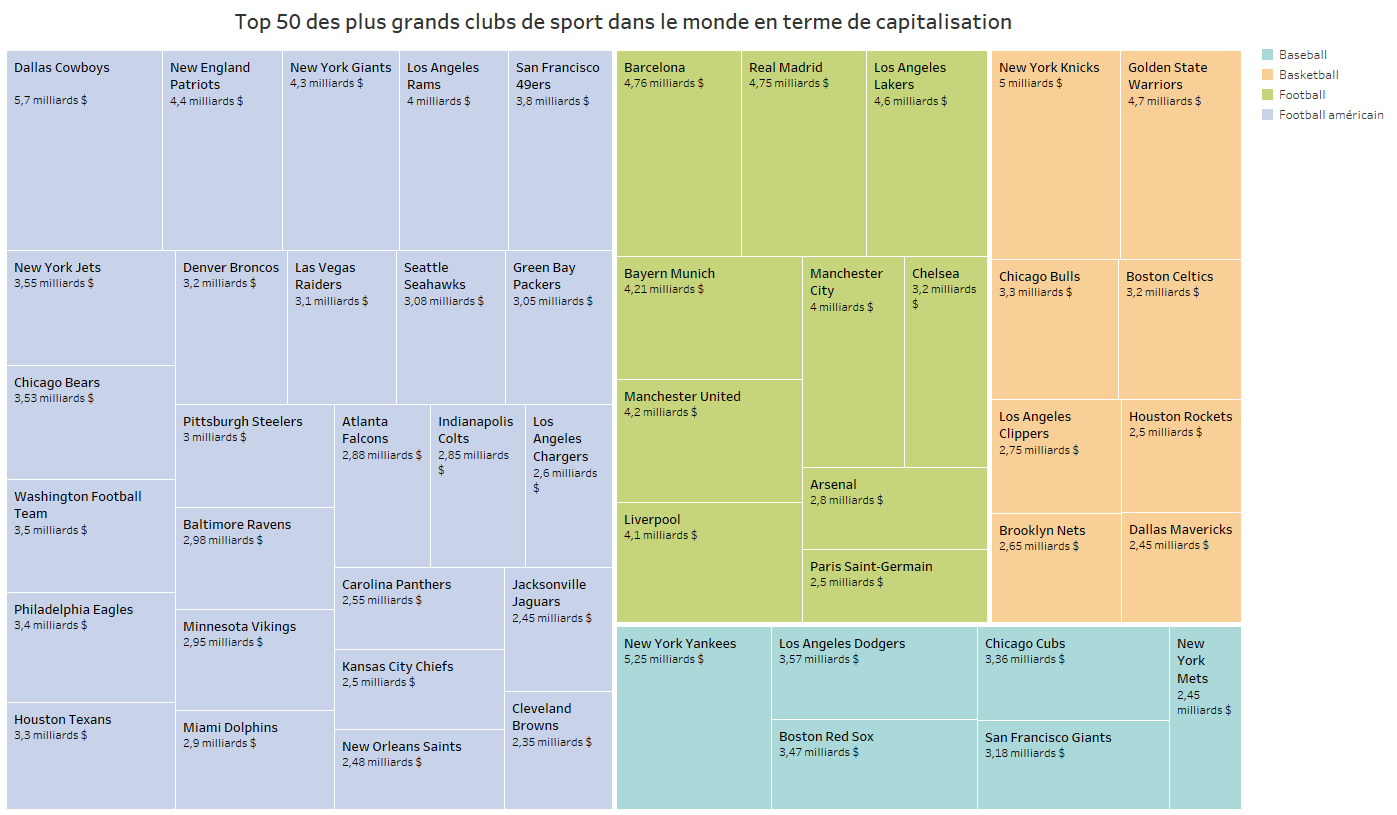 Top 50 des plus grands clubs de sport dans le monde en terme de capitalisation
Dallas Cowboys
5,7 milliards $
New England
Patriots
4,4 milliards $
New York Giants
4,3 milliards $
Los Angeles
Rams
4 milliards $
San Francisco
49ers
3,8 milliards $
New York Jets
3,55 milliards $
Chicago Bears
3,53 milliards $
Washington Football
Team
3,5 milliards $
Philadelphia Eagles
3,4 milliards $
Houston Texans
3,3 milliards $
Denver Broncos
3,2 milliards $
Las Vegas
Raiders
3,1 milliards $
Seattle
Seahawks
3,08 milliards $
Green Bay
Packers
3,05 milliards $
Pittsburgh Steelers
3 milliards $
Baltimore Ravens
2,98 milliards $
Minnesota Vikings
2,95 milliards $
Miami Dolphins
2,9 milliards $
Atlanta
Falcons
2,88 milliards $
Indianapolis
Colts
2,85 milliards
$
Los
Angeles
Chargers
2,6 milliards
$
Carolina Panthers
2,55 milliards $
Kansas City Chiefs
2,5 milliards $
New Orleans Saints
2,48 milliards $
Jacksonville
Jaguars
2,45 milliards $
Cleveland
Browns
2,35 milliards $
Barcelona
4,76 milliards $
Real Madrid
4,75 milliards $
Los Angeles
Lakers
4,6 milliards $
Bayern Munich
4,21 milliards $
Manchester United
4,2 milliards $
Liverpool
4,1 milliards $
Manchester
City
4 milliards $
Chelsea
3,2 milliards
$
Arsenal
2,8 milliards $
Paris Saint-Germain
2,5 milliards $
New York Knicks
5 milliards $
Golden State
Warriors
4,7 milliards $
Chicago Bulls
3,3 milliards $
Boston Celtics
3,2 milliards $
Los Angeles
Clippers
2,75 milliards $
Houston Rockets
2,5 milliards $
Brooklyn Nets
2,65 milliards $
Dallas Mavericks
2,45 milliards $
New York Yankees
5,25 milliards $
Los Angeles Dodgers
3,57 milliards $
Boston Red Sox
3,47 milliards $
Chicago Cubs
3,36 milliards $
San Francisco Giants
3,18 milliards $
New
York
Mets
2,45
milliards $
Baseball
Basketball
Football
Football américain